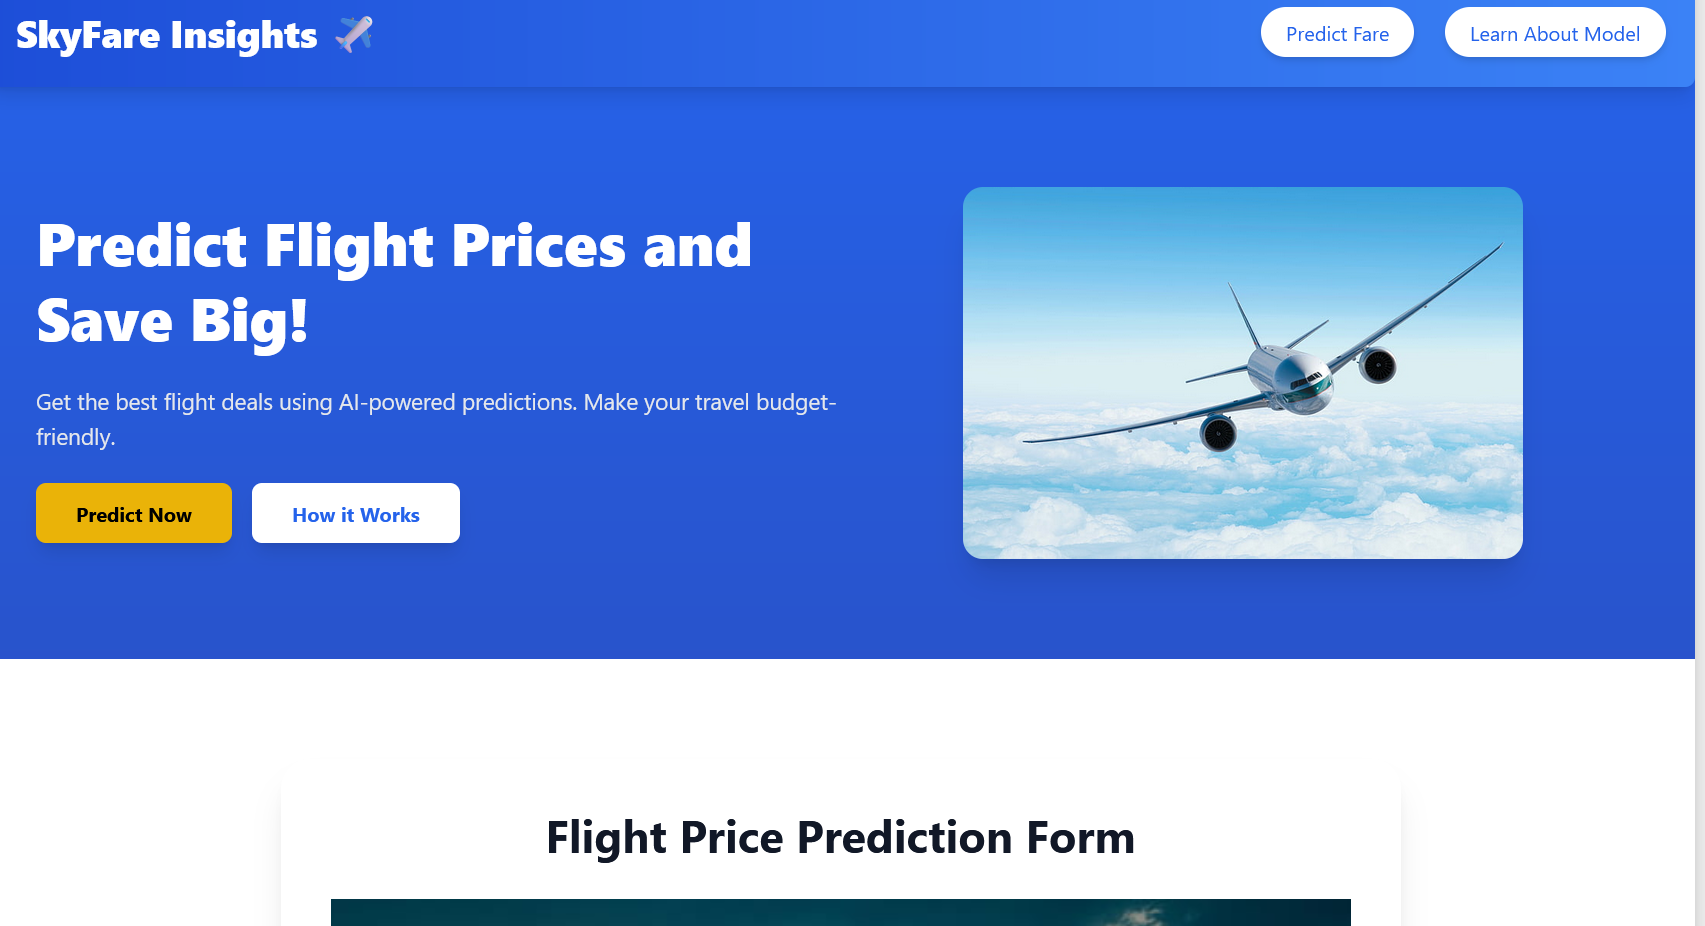 SkyFare Insights ✈️
Predict Fare
Learn About Model
Predict Flight Prices and
Save Big!
Get the best flight deals using AI-powered predictions. Make your travel budget-
friendly.
Predict Now
How it Works
Flight Price Prediction Form